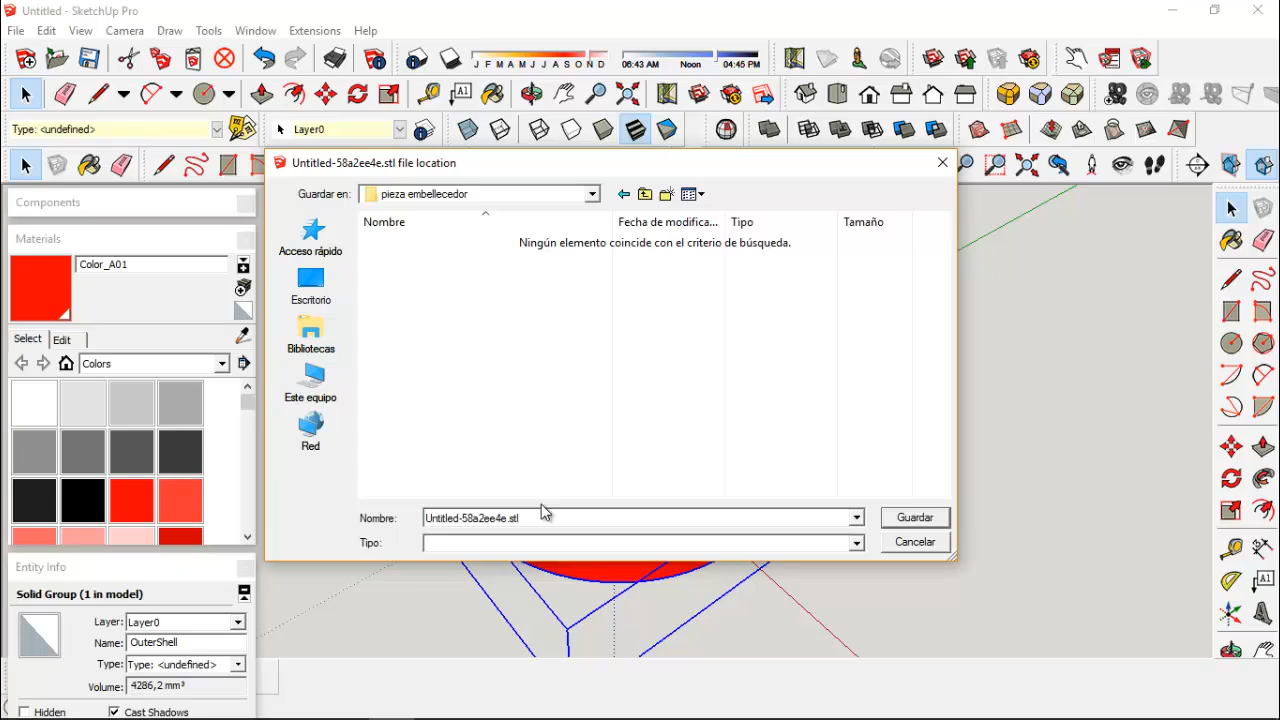 Untitled - SketchUp Pro
File Edit View Camera Draw Tools Window Extensions Help
J F M A M J J A S O N D
06:43 AM Noon 04:45 PM
A1
Type: <undefined>
Layer0
Components
Materials
Color_A01
Select Edit
Colors
Entity Info
Solid Group (1 in model)
Layer: Layer0
Name: OuterShell
Type: Type: <undefined>
Volume: 4286,2 mm³
Hidden Cast Shadows
Untitled-58a2ee4e.stl file location
Guardar en: pieza embellecedor
Nombre Fecha de modifica... Tipo Tamaño
Ningún elemento coincide con el criterio de búsqueda.
Acceso rápido
Escritorio
Bibliotecas
Este equipo
Red
Nombre: Untitled-58a2ee4e.stl Guardar
Tipo: Cancelar
A1